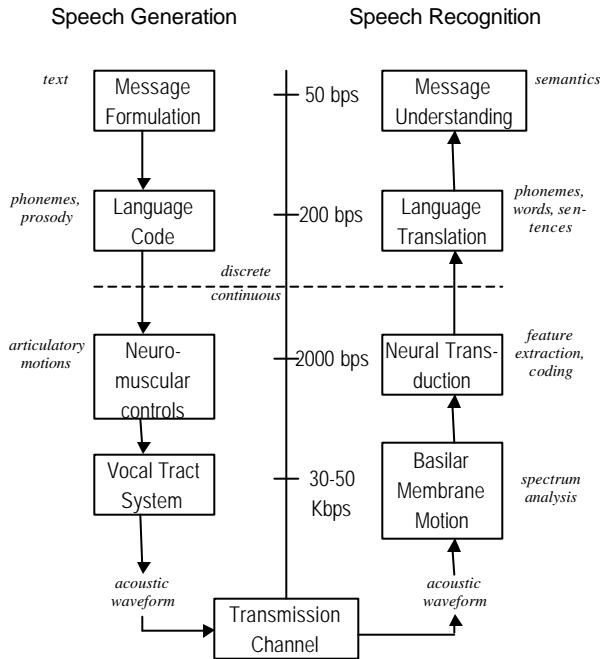 Speech Generation
Speech Recognition
text
Message
Formulation
50 bps
Message
Understanding
semantics
phonemes,
prosody
Language
Code
200 bps
Language
Translation
phonemes,
words, sen-
tences
discrete
continuous
articulatory
motions
Neuro-
muscular
controls
2000 bps
Neural Trans-
duction
feature
extraction,
coding
Vocal Tract
System
30-50
Kbps
Basilar
Membrane
Motion
spectrum
analysis
acoustic
waveform
Transmission
Channel
acoustic
waveform